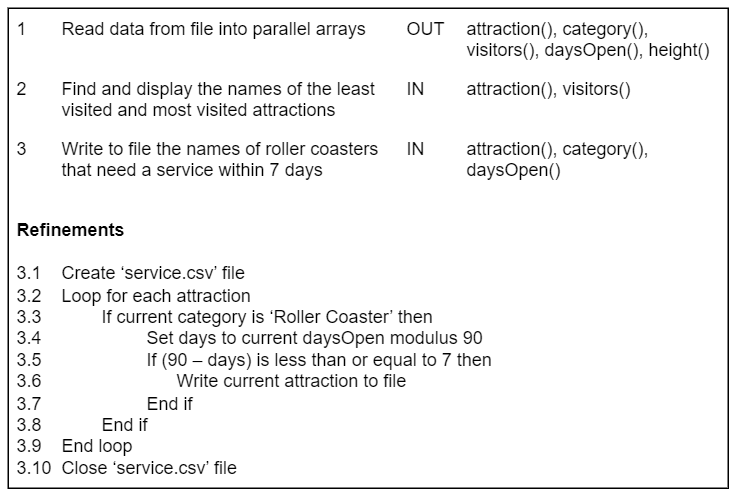 1 Read data from file into parallel arrays OUT attraction(), category(),
visitors(), daysOpen(), height()
2 Find and display the names of the least IN attraction(), visitors()
visited and most visited attractions
3 Write to file the names of roller coasters IN attraction(), category(),
that need a service within 7 days daysOpen()
Refinements
3.1 Create ‘service.csv’ file
3.2 Loop for each attraction
3.3 If current category is ‘Roller Coaster’ then
3.4 Set days to current daysOpen modulus 90
3.5 If (90 – days) is less than or equal to 7 then
3.6 Write current attraction to file
3.7 End if
3.8 End if
3.9 End loop
3.10 Close ‘service.csv’ file